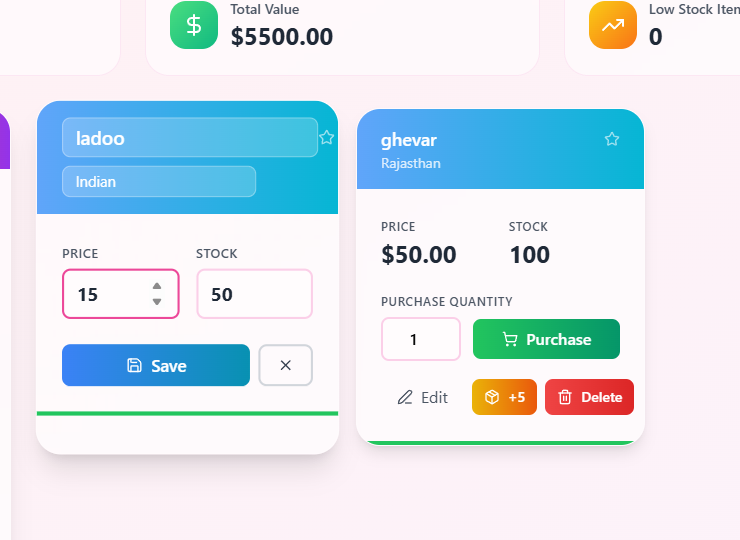 Total Value
$5500.00
Low Stock Item
0
ladoo
Indian
PRICE
STOCK
15
50
Save
ghevar
Rajasthan
PRICE
STOCK
$50.00
100
PURCHASE QUANTITY
1
Purchase
Edit
+5
Delete